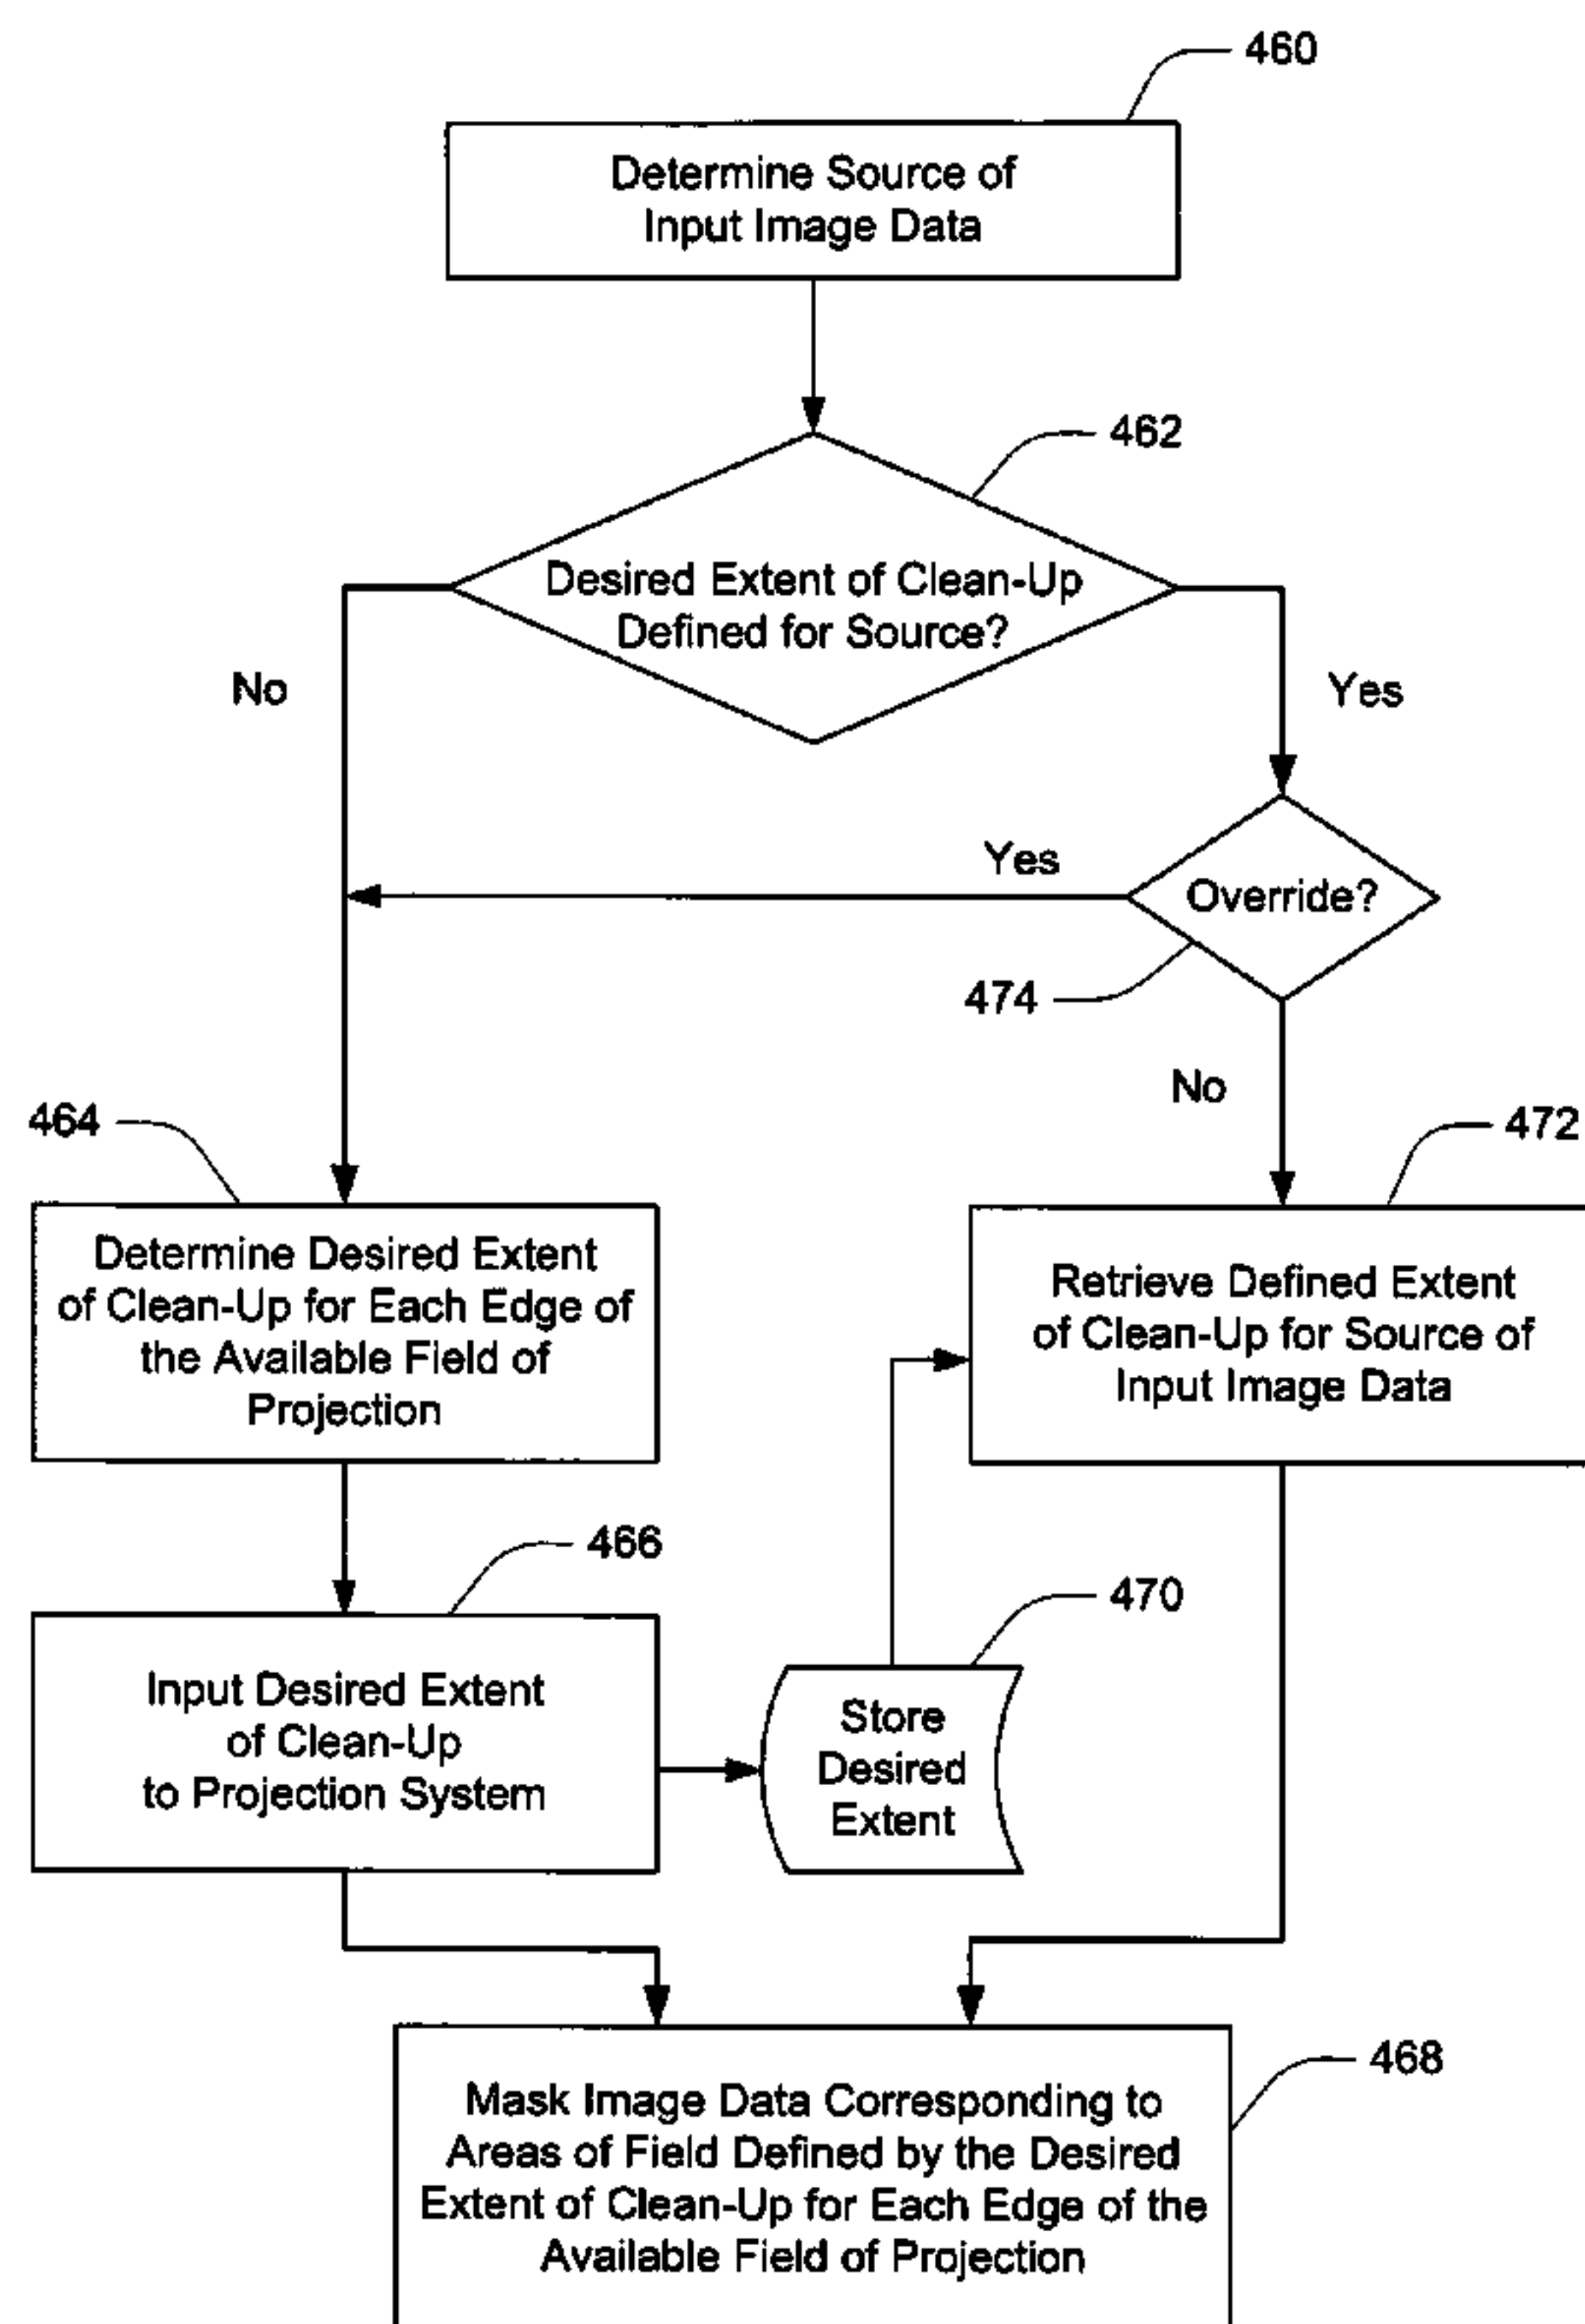 460
Determine Source of
Input Image Data
462
Desired Extent of Clean-Up
Defined for Source?
No
Yes
Yes
Override?
474
No
464
472
Determine Desired Extent
of Clean-Up for Each Edge of
the Available Field of
Projection
Retrieve Defined Extent
of Clean-Up for Source of
Input Image Data
466
470
Input Desired Extent
of Clean-Up
to Projection System
Store
Desired
Extent
468
Mask Image Data Corresponding to
Areas of Field Defined by the Desired
Extent of Clean-Up for Each Edge of the
Available Field of Projection